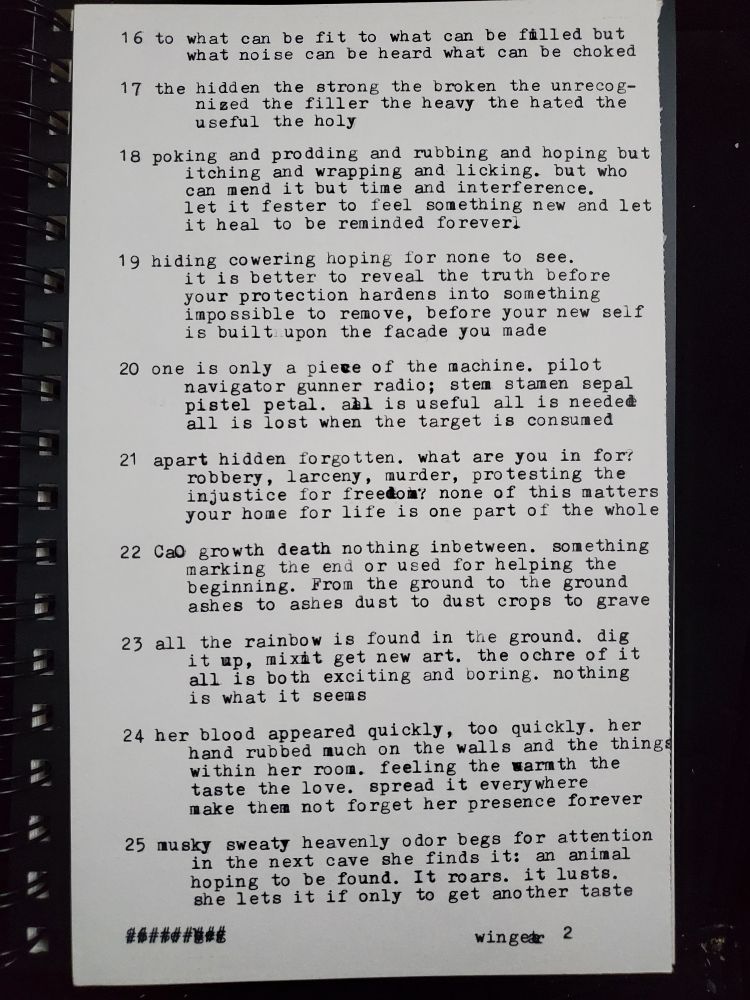 16 to what can be fit to what can be filled but
what noise can be heard what can be choked
17 the hidden the strong the broken the unrecog-
nized the filler the heavy the hated the
useful the holy
18 poking and prodding and rubbing and hoping but
itching and wrapping and licking. but who
can mend it but time and interference.
let it fester to feel something new and let
it heal to be reminded forever.
19 hiding cowering hoping for none to see.
it is better to reveal the truth before
your protection hardens into something
impossible to remove, before your new self
is built upon the facade you made
20 one is only a piece of the machine. pilot
navigator gunner radio; stem stamen sepal
pistel petal. all is useful all is needed
all is lost when the target is consumed
21 apart hidden forgotten. what are you in for?
robbery, larceny, murder, protesting the
injustice for freedom? none of this matters
your home for life is one part of the whole
22 CaO growth death nothing inbetween. something
marking the end or used for helping the
beginning. From the ground to the ground
ashes to ashes dust to dust crops to grave
23 all the rainbow is found in the ground. dig
it up, mixit get new art. the ochre of it
all is both exciting and boring. nothing
is what it seems
24 her blood appeared quickly, too quickly. her
hand rubbed much on the walls and the things
within her room. feeling the warmth the
taste the love. spread it everywhere
make them not forget her presence forever
25 musky sweaty heavenly odor begs for attention
in the next cave she finds it: an animal
hoping to be found. It roars. it lusts.
she lets it if only to get another taste
2